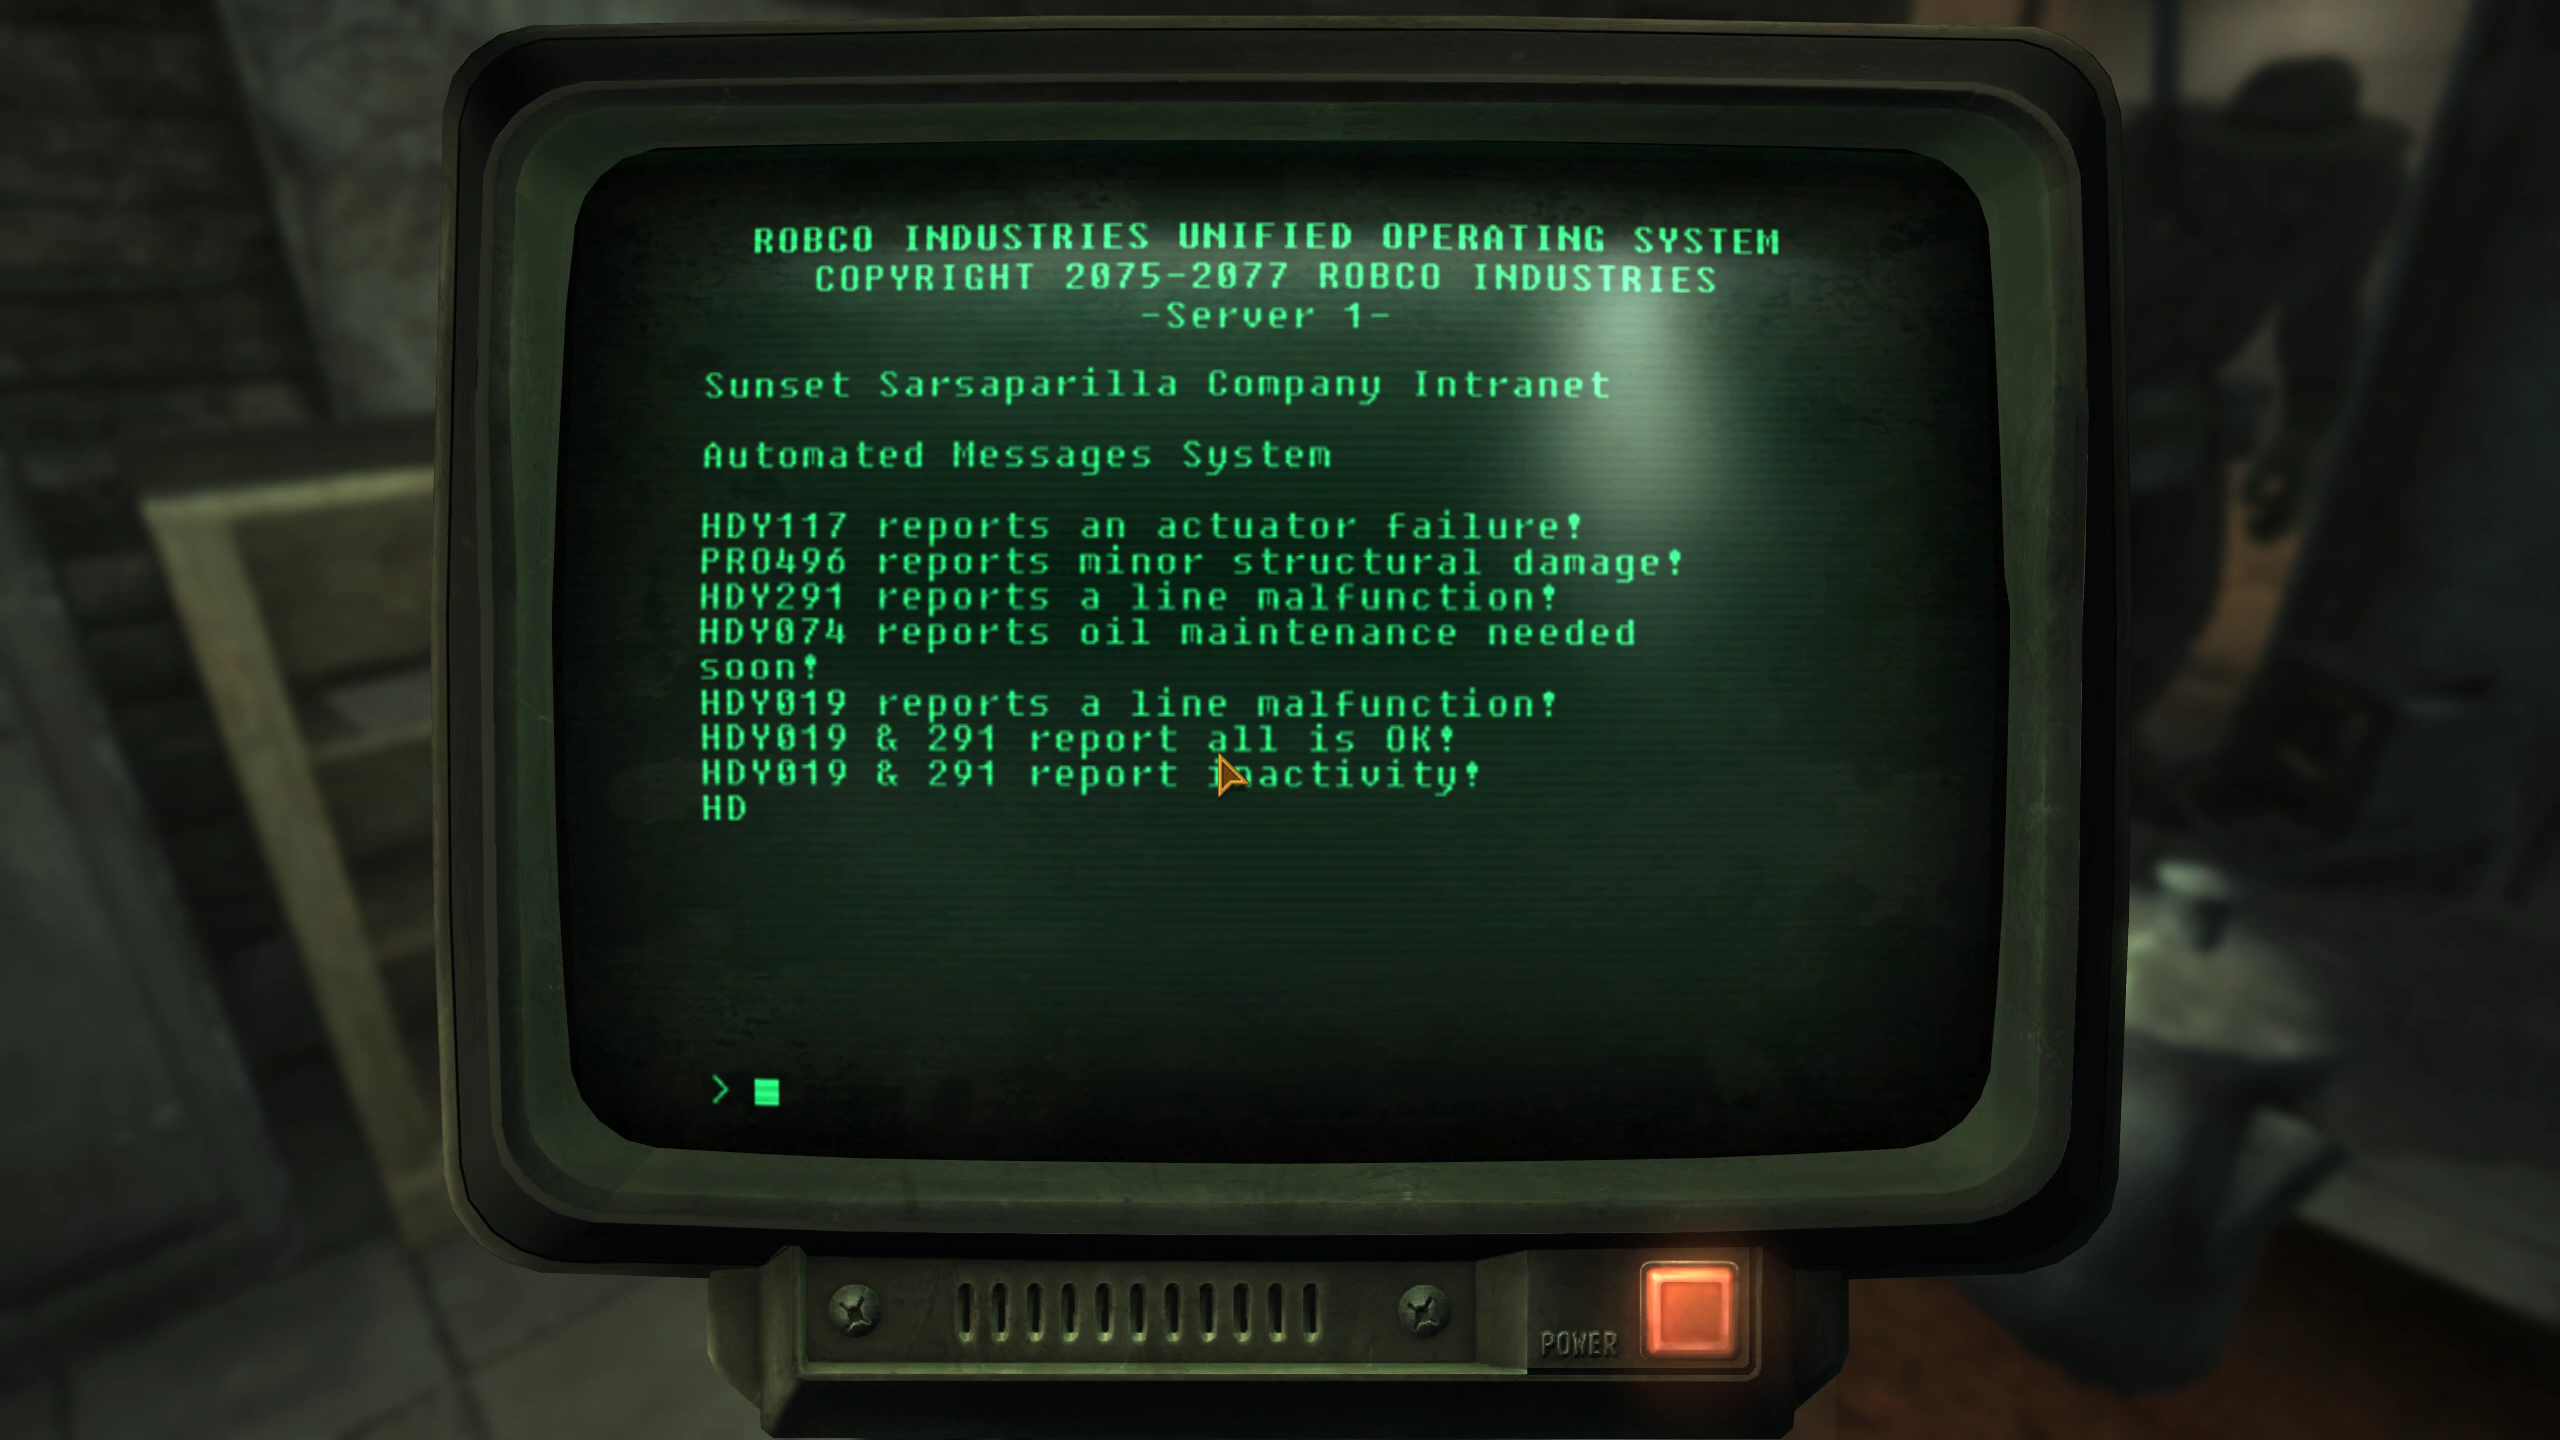 ROBCO INDUSTRIES UNIFIED OPERATING SYSTEM
COPYRIGHT 2075-2077 ROBCO INDUSTRIES
-Server 1-
Sunset Sarsaparilla Company Intranet
Automated Messages System
HDY117 reports an actuator failure!
PRO496 reports minor structural damage!
HDY291 reports a line malfunction!
HDY074 reports oil maintenance needed
soon!
HDY019 reports a line malfunction!
HDY019 & 291 report all is OK!
HDY019 & 291 report inactivity!
HD
>
POWER